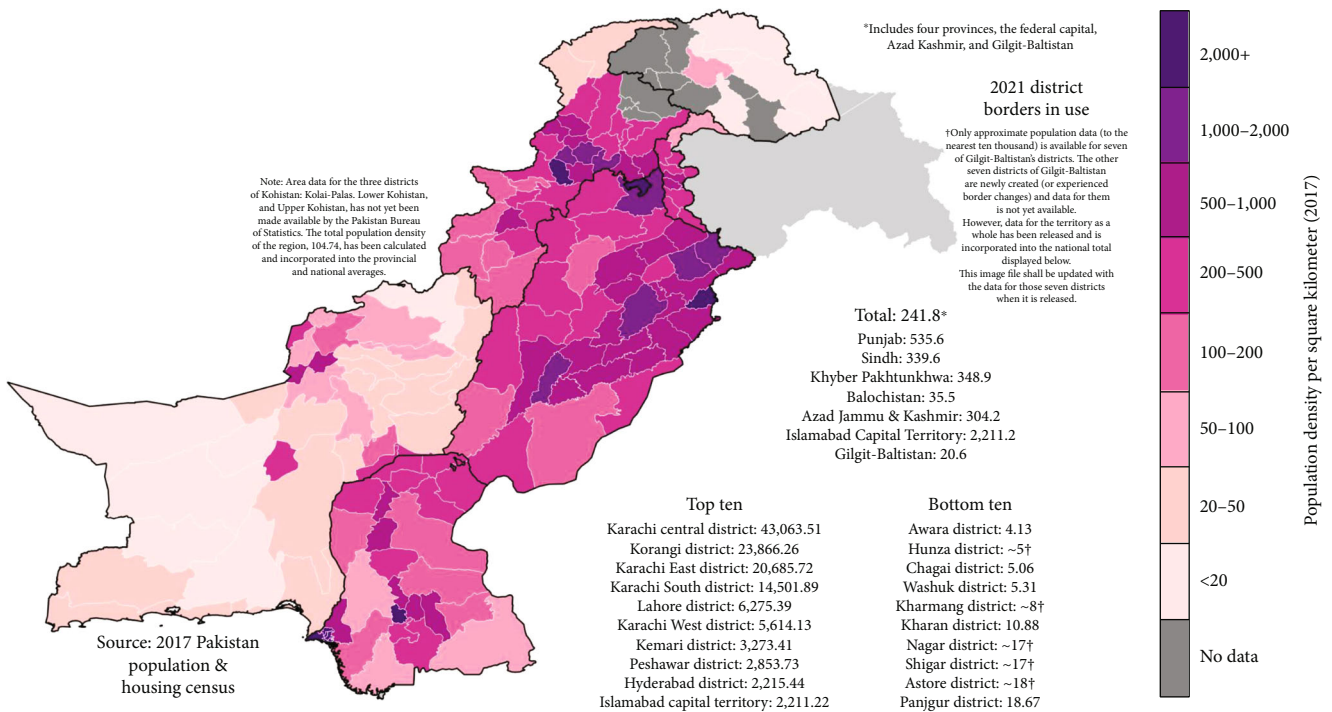 *Includes four provinces, the federal capital,
Azad Kashmir, and Gilgit-Baltistan
2021 district
borders in use
†Only approximate population data (to the
nearest ten thousand) is available for seven
of Gilgit-Baltistan's districts. The other
seven districts of Gilgit-Baltistan
are newly created (or experienced
border changes) and data for them
is not yet available.
However, data for the territory as a
whole has been released and is
incorporated into the national total
displayed below.
This image file shall be updated with
the data for those seven districts
when it is released.
Note: Area data for the three districts
of Kohistan: Kolai-Palas. Lower Kohistan,
and Upper Kohistan, has not yet been
made available by the Pakistan Bureau
of Statistics. The total population density
of the region, 104.74, has been calculated
and incorporated into the provincial
and national averages.
Total: 241.8*
Punjab: 535.6
Sindh: 339.6
Khyber Pakhtunkhwa: 348.9
Balochistan: 35.5
Azad Jammu & Kashmir: 304.2
Islamabad Capital Territory: 2,211.2
Gilgit-Baltistan: 20.6
Top ten
Karachi central district: 43,063.51
Korangi district: 23,866.26
Karachi East district: 20,685.72
Karachi South district: 14,501.89
Lahore district: 6,275.39
Karachi West district: 5,614.13
Kemari district: 3,273.41
Peshawar district: 2,853.73
Hyderabad district: 2,215.44
Islamabad capital territory: 2,211.22
Bottom ten
Awara district: 4.13
Hunza district: ~5†
Chagai district: 5.06
Washuk district: 5.31
Kharmang district: ~8†
Kharan district: 10.88
Nagar district: ~17†
Shigar district: ~17†
Astore district: ~18†
Panjgur district: 18.67
Source: 2017 Pakistan
population &
housing census
2,000+
1,000–2,000
500–1,000
200–500
100–200
50–100
20–50
<20
No data
Population density per square kilometer (2017)